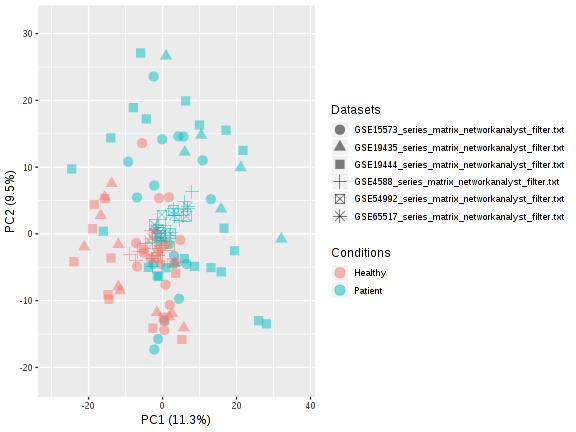 30
20
10
0
-10
-20
-20
0
20
40
PC1 (11.3%)
PC2 (9.5%)
Datasets
GSE15573_series_matrix_networkanalyst_filter.txt
GSE19435_series_matrix_networkanalyst_filter.txt
GSE19444_series_matrix_networkanalyst_filter.txt
GSE4588_series_matrix_networkanalyst_filter.txt
GSE54992_series_matrix_networkanalyst_filter.txt
GSE65517_series_matrix_networkanalyst_filter.txt
Conditions
Healthy
Patient